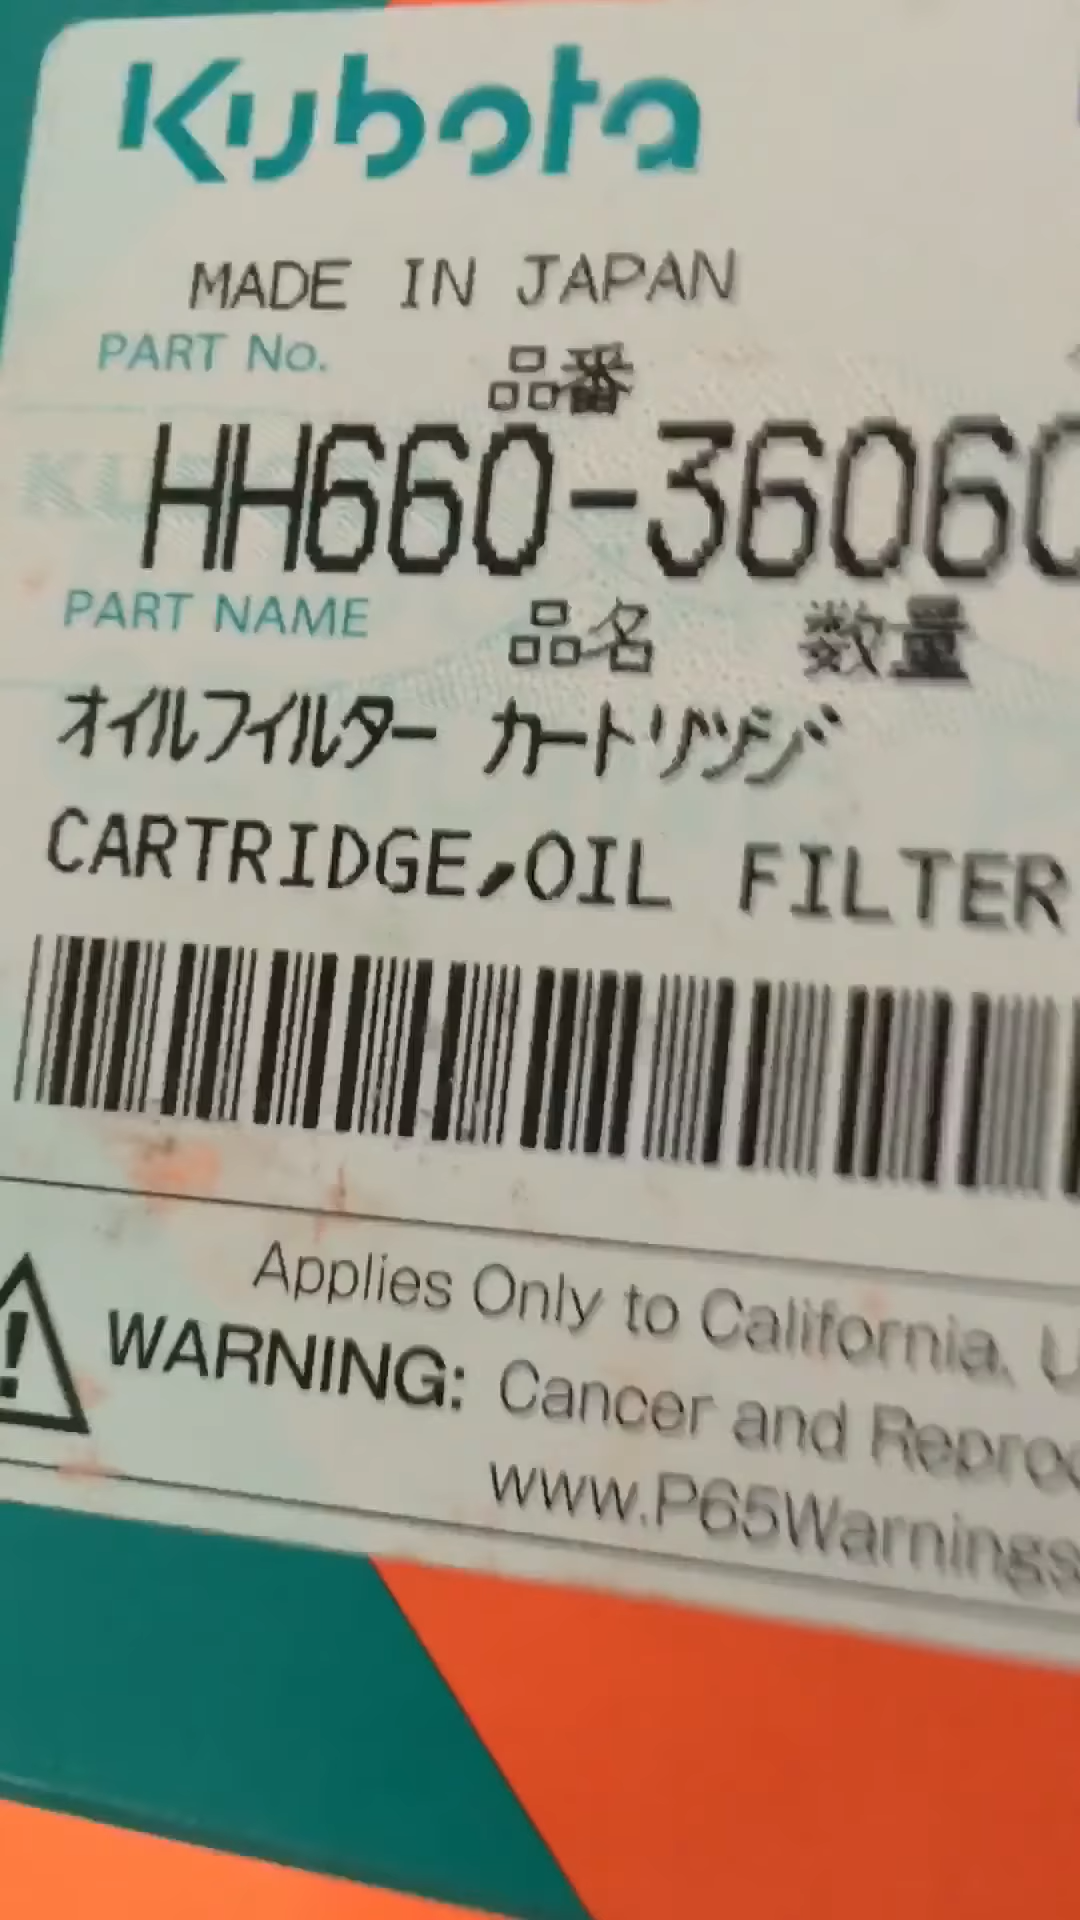 Kubota
MADE IN JAPAN
PART No. 品番
HH660-36060
PART NAME 品名 数量
オイルフィルター カートリッジ
CARTRIDGE,OIL FILTER
Applies Only to California,
WARNING: Cancer and
www.P65Warnings